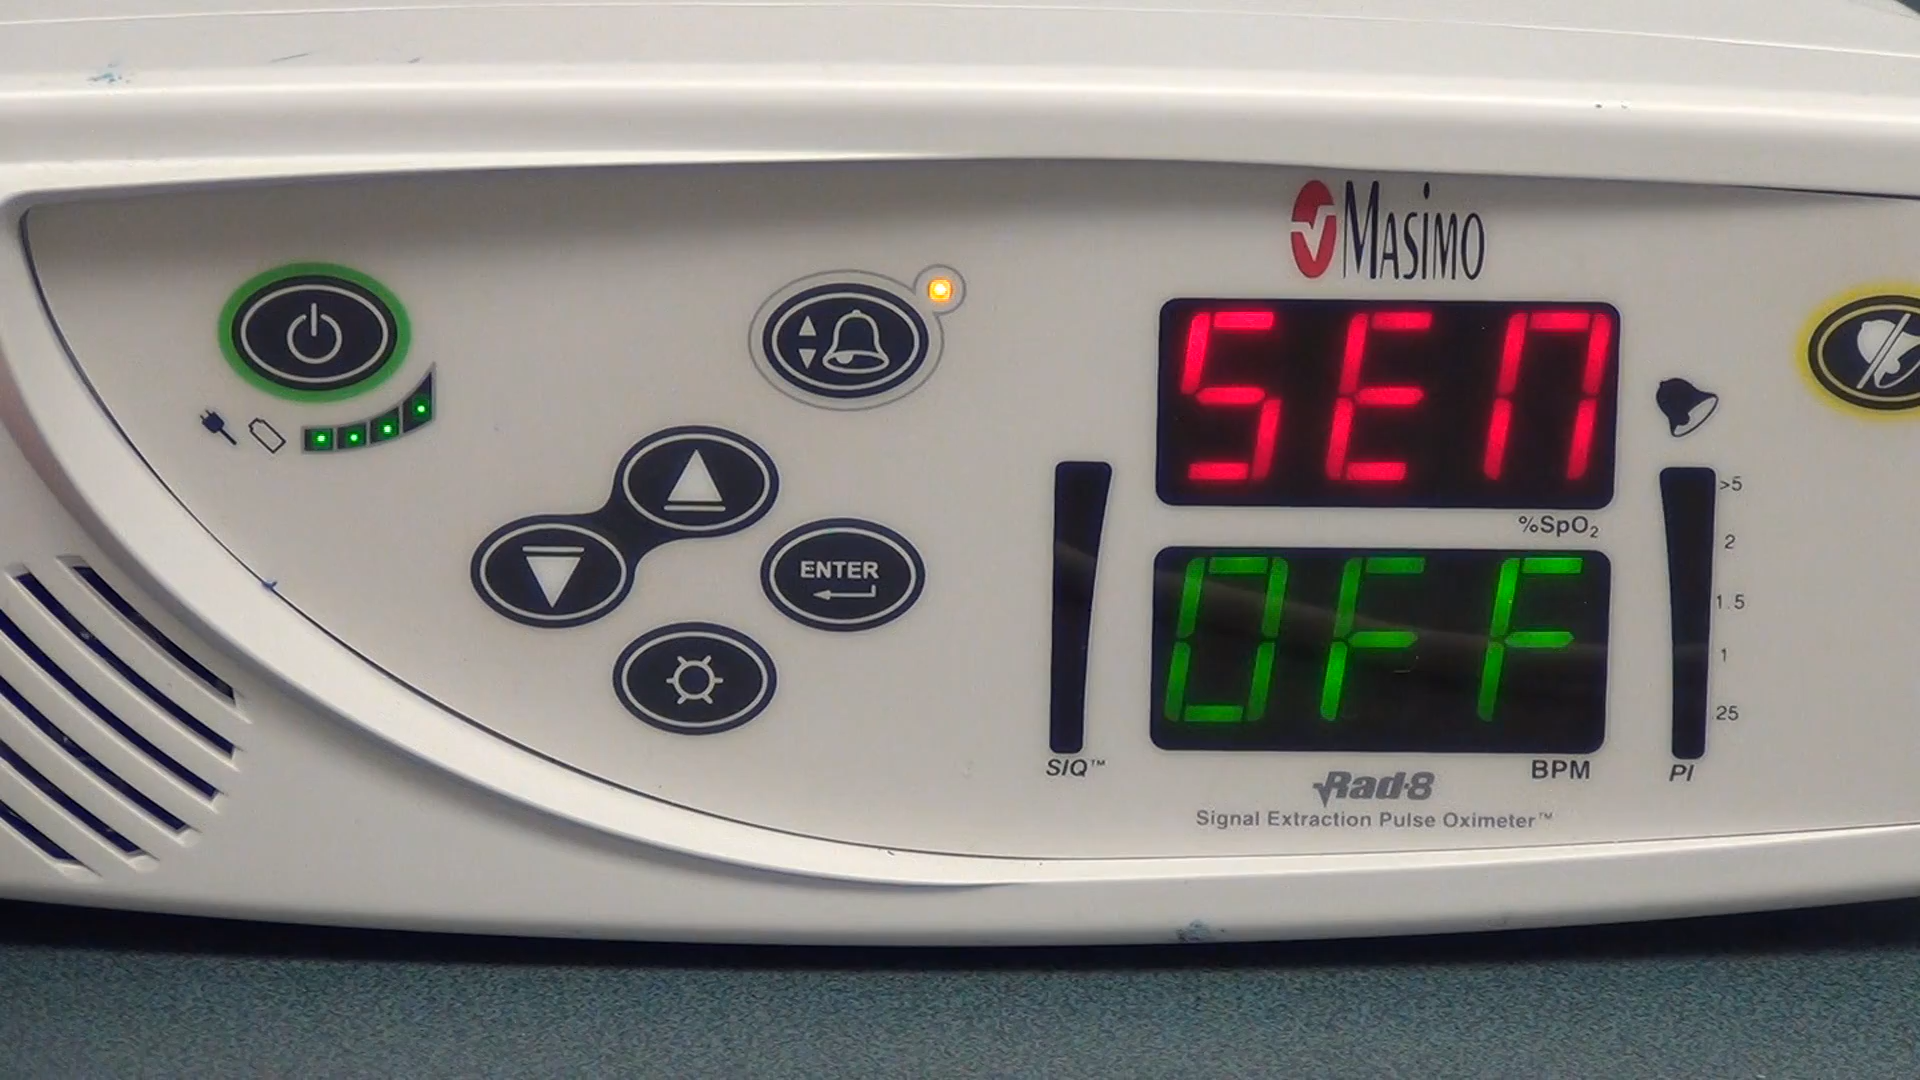 Masimo
SEN
%SpO₂
OFF
ENTER
>5
2
1.5
1
.25
SIQ™
BPM
PI
Rad-8
Signal Extraction Pulse Oximeter™